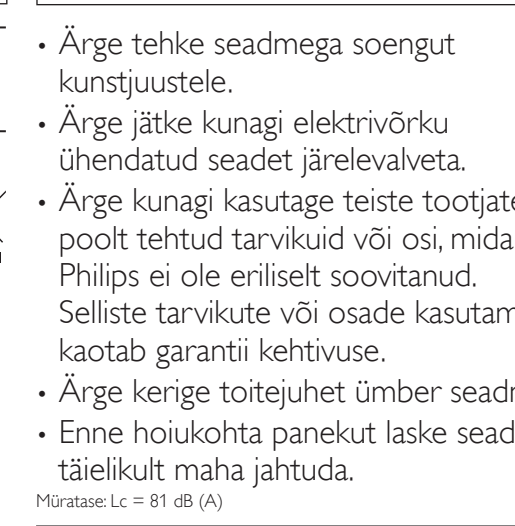 • Ärge tehke seadmega soengut
kunstjuustele.
• Ärge jätke kunagi elektrivõrku
ühendatud seadet järelevalveta.
• Ärge kunagi kasutage teiste tootjate
poolt tehtud tarvikuid või osi, mida
Philips ei ole eriliselt soovitanud.
Selliste tarvikute või osade kasutam
kaotab garantii kehtivuse.
• Ärge kerige toitejuhet ümber
• Enne hoiukohta panekut laske sead
täielikult maha jahtuda.
Müratase: Lc = 81 dB (A)